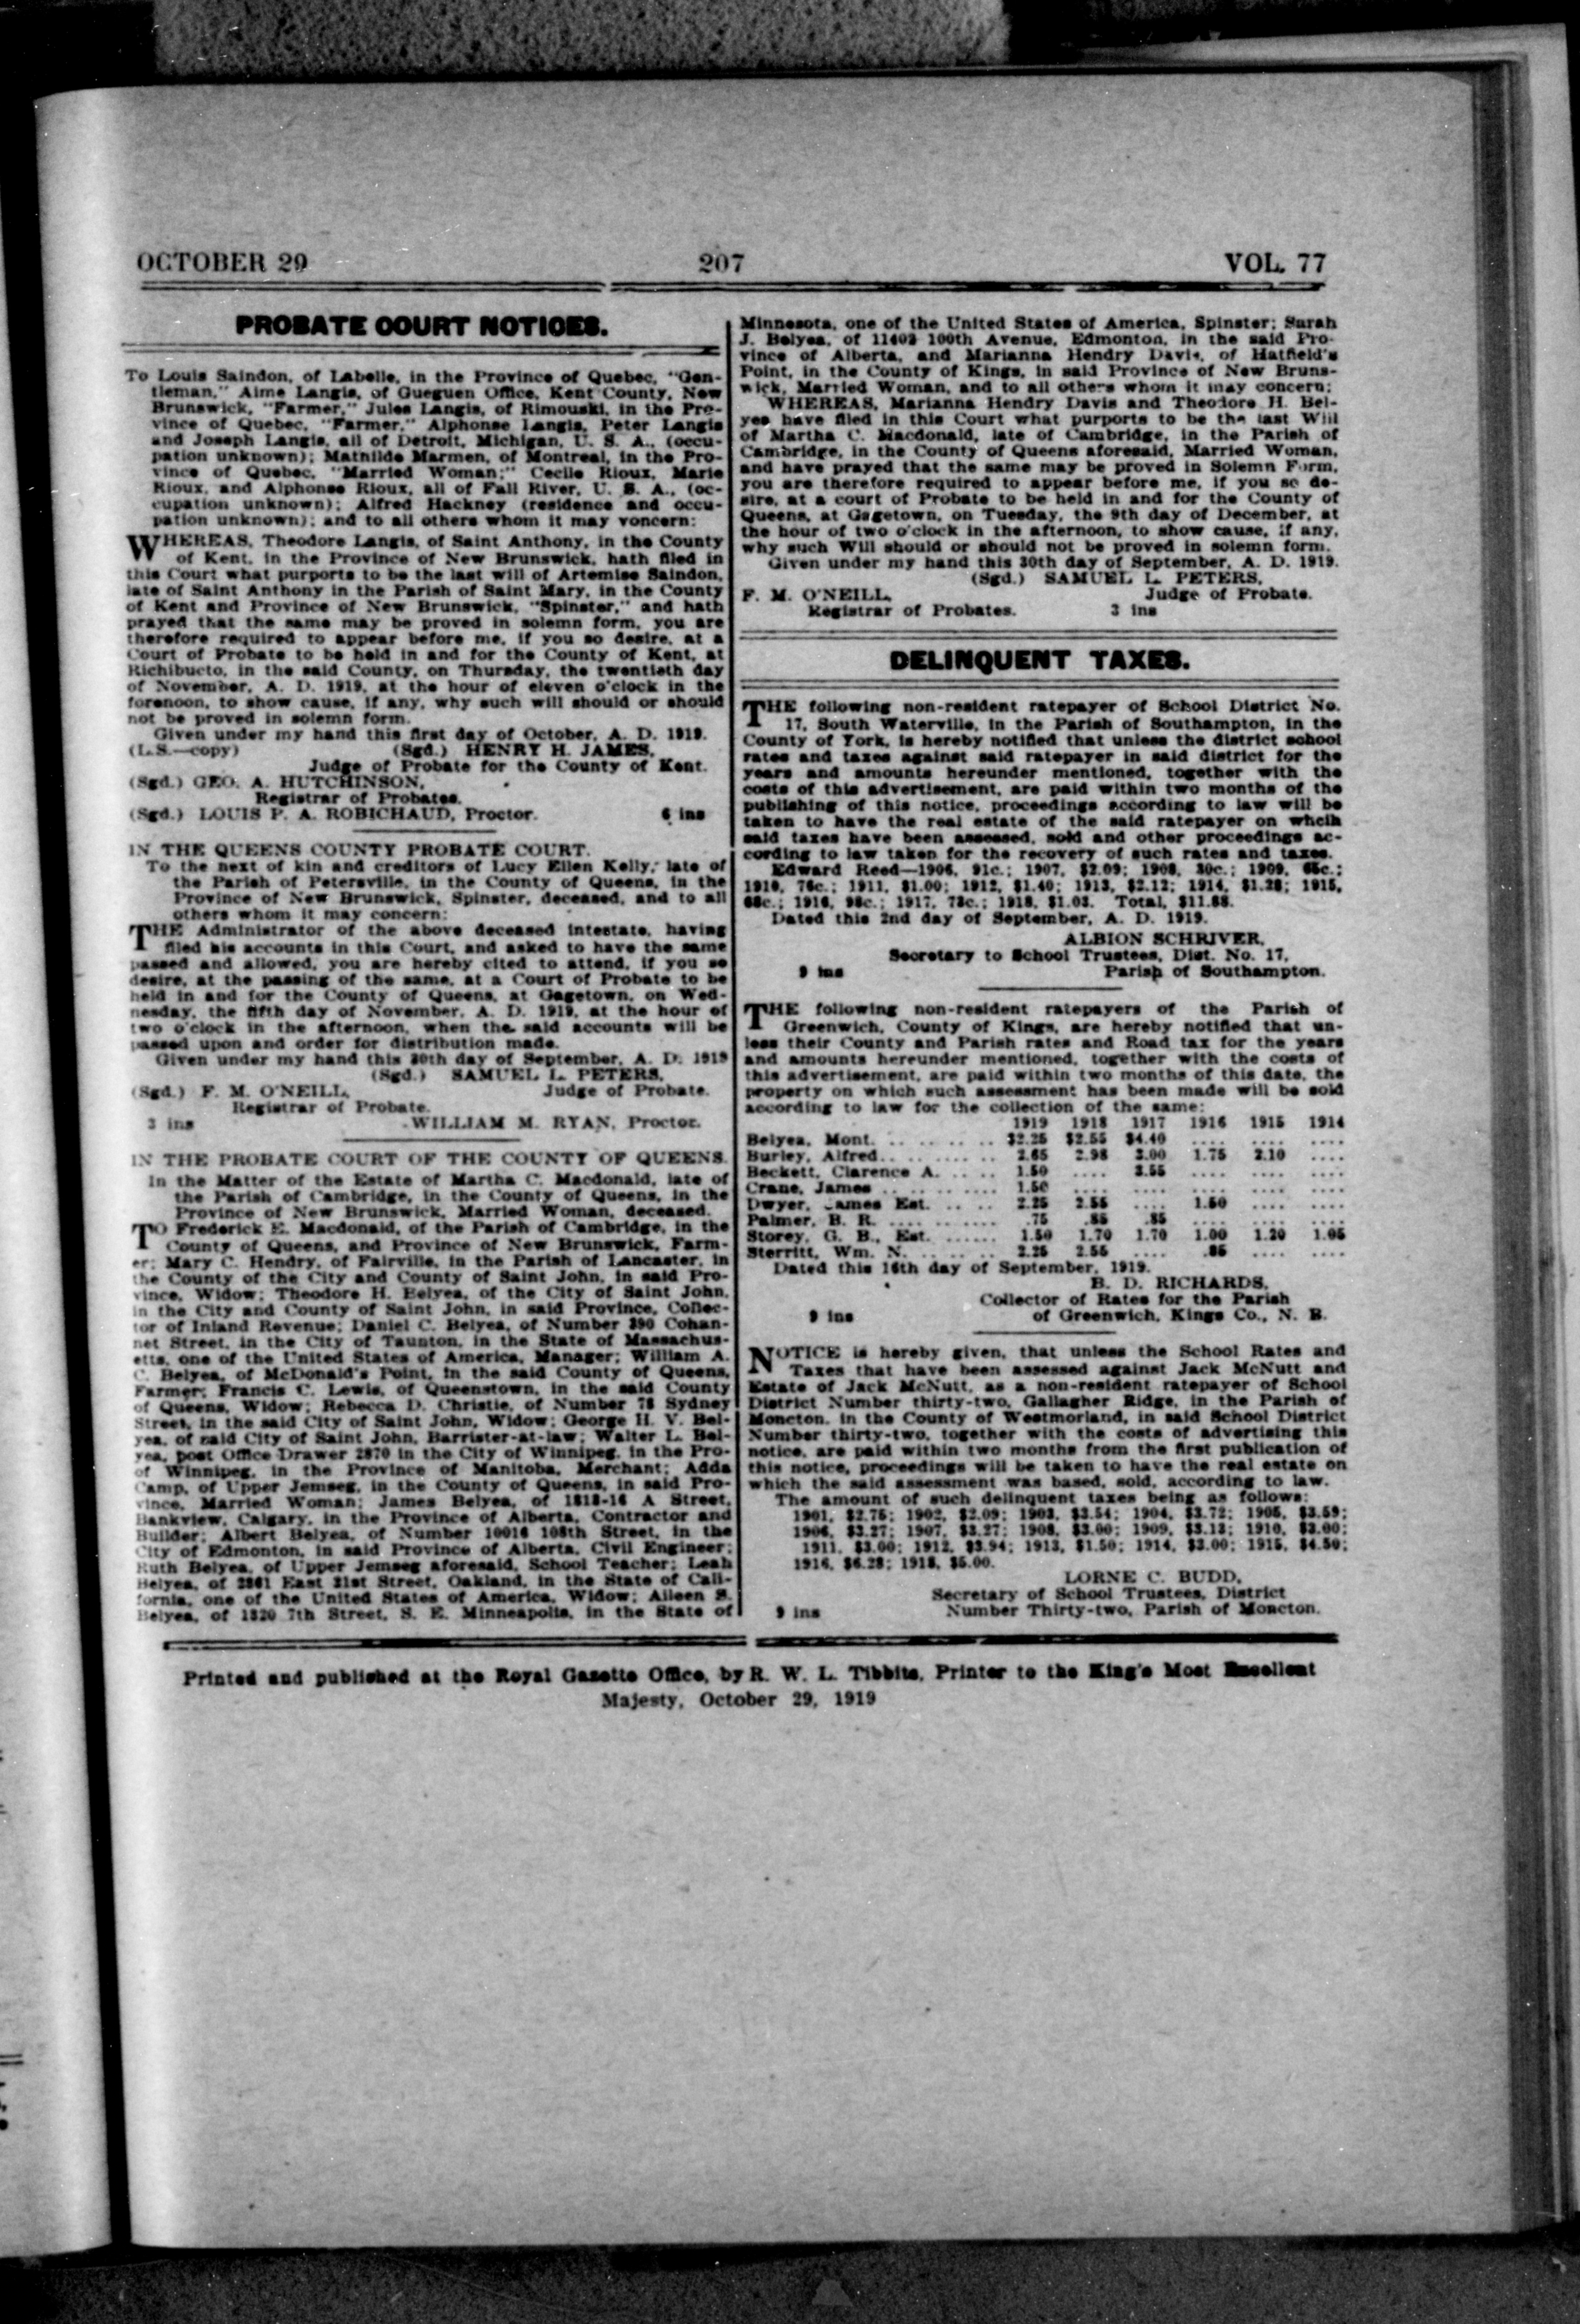 OCTOBER 29 207 VOL. 77
PROBATE COURT NOTICES.
To Louis Saindon, of Labelle, in the Province of Quebec, "Gen-
tleman," Aime Langis, of Gueguen Office, Kent County, New
Brunswick, "Farmer," Jules Langis, of Rimouski, in the Pro-
vince of Quebec, "Farmer," Alphonse Langis, Peter Langis
and Joseph Langis, all of Detroit, Michigan, U. S. A., (occu-
pation unknown); Mathilde Marmen, of Montreal, in the Pro-
vince of Quebec, "Married Woman;" Cecile Rioux, Marie
Rioux, and Alphonse Rioux, all of Fall River, U. S. A., (oc-
cupation unknown); Alfred Hackney (residence and occu-
pation unknown); and to all others whom it may voncern:
WHEREAS, Theodore Langis, of Saint Anthony, in the County
of Kent, in the Province of New Brunswick, hath filed in
this Court what purports to be the last will of Artemise Saindon,
late of Saint Anthony in the Parish of Saint Mary, in the County
of Kent and Province of New Brunswick, "Spinster," and hath
prayed that the same may be proved in solemn form, you are
therefore required to appear before me, if you so desire, at a
Court of Probate to be held in and for the County of Kent, at
Richibucto, in the said County, on Thursday, the twentieth day
of November, A. D. 1919, at the hour of eleven o'clock in the
forenoon, to show cause, if any, why such will should or should
not be proved in solemn form.
Given under my hand this first day of October, A. D. 1919.
(L.S.—copy) (Sgd.) HENRY H. JAMES,
Judge of Probate for the County of Kent.
(Sgd.) GEO. A. HUTCHINSON,
Registrar of Probates.
(Sgd.) LOUIS P. A. ROBICHAUD, Proctor. 6 ins
IN THE QUEENS COUNTY PROBATE COURT.
To the next of kin and creditors of Lucy Ellen Kelly, late of
the Parish of Petersville, in the County of Queens, in the
Province of New Brunswick, Spinster, deceased, and to all
others whom it may concern:
THE Administrator of the above deceased intestate, having
filed his accounts in this Court, and asked to have the same
passed and allowed, you are hereby cited to attend, if you so
desire, at the passing of the same, at a Court of Probate to be
held in and for the County of Queens, at Gagetown, on Wed-
nesday, the fifth day of November, A. D. 1919, at the hour of
two o'clock in the afternoon, when the said accounts will be
passed upon and order for distribution made.
Given under my hand this 30th day of September, A. D. 1919
(Sgd.) SAMUEL L. PETERS,
(Sgd.) F. M. O'NEILL, Judge of Probate.
Registrar of Probate.
3 ins WILLIAM M. RYAN, Proctor.
IN THE PROBATE COURT OF THE COUNTY OF QUEENS.
In the Matter of the Estate of Martha C. Macdonald, late of
the Parish of Cambridge, in the County of Queens, in the
Province of New Brunswick, Married Woman, deceased.
TO Frederick E. Macdonald, of the Parish of Cambridge, in the
County of Queens, and Province of New Brunswick, Farm-
er; Mary C. Hendry, of Fairville, in the Parish of Lancaster, in
the County of the City and County of Saint John, in said Pro-
vince, Widow; Theodore H. Belyea, of the City of Saint John,
in the City and County of Saint John, in said Province, Collec-
tor of Inland Revenue; Daniel C. Belyea, of Number 390 Cohan-
net Street, in the City of Taunton, in the State of Massachus-
etts, one of the United States of America, Manager; William A.
C. Belyea, of McDonald's Point, in the said County of Queens,
Farmer; Francis C. Lewis, of Queenstown, in the said County
of Queens, Widow; Rebecca D. Christie, of Number 78 Sydney
Street, in the said City of Saint John, Widow; George H. V. Bel-
yea, of said City of Saint John, Barrister-at-law; Walter L. Bel-
yea, post Office Drawer 2870 in the City of Winnipeg, in the Pro-
of Winnipeg, in the Province of Manitoba, Merchant; Adda
Camp, of Upper Jemseg, in the County of Queens, in said Pro-
vince, Married Woman; James Belyea, of 1818-16 A Street,
Bankview, Calgary, in the Province of Alberta, Contractor and
Builder; Albert Belyea, of Number 10016 108th Street, in the
City of Edmonton, in said Province of Alberta, Civil Engineer;
Ruth Belyea, of Upper Jemseg aforesaid, School Teacher; Leah
Belyea, of 2861 East 21st Street, Oakland, in the State of Cali-
fornia, one of the United States of America, Widow; Aileen S.
Belyea, of 1320 7th Street, S. E. Minneapolis, in the State of
Minnesota, one of the United States of America, Spinster; Sarah
J. Belyea, of 11403 100th Avenue, Edmonton, in the said Pro-
vince of Alberta, and Marianna Hendry Davis, of Hatfield's
Point, in the County of Kings, in said Province of New Bruns-
wick, Married Woman, and to all others whom it may concern:
WHEREAS, Marianna Hendry Davis and Theodore H. Bel-
yea have filed in this Court what purports to be the last Will
of Martha C. Macdonald, late of Cambridge, in the Parish of
Cambridge, in the County of Queens aforesaid, Married Woman,
and have prayed that the same may be proved in Solemn Form,
you are therefore required to appear before me, if you so de-
sire, at a court of Probate to be held in and for the County of
Queens, at Gagetown, on Tuesday, the 9th day of December, at
the hour of two o'clock in the afternoon, to show cause, if any,
why such Will should or should not be proved in solemn form.
Given under my hand this 30th day of September, A. D. 1919.
(Sgd.) SAMUEL L. PETERS,
F. M. O'NEILL, Judge of Probate.
Registrar of Probates. 3 ins
DELINQUENT TAXES.
THE following non-resident ratepayer of School District No.
17, South Waterville, in the Parish of Southampton, in the
County of York, is hereby notified that unless the district school
rates and taxes against said ratepayer in said district for the
years and amounts hereunder mentioned, together with the
costs of this advertisement, are paid within two months of the
publishing of this notice, proceedings according to law will be
taken to have the real estate of the said ratepayer on whcih
said taxes have been assessed, sold and other proceedings ac-
cording to law taken for the recovery of such rates and taxes.
Edward Reed—1906, 91c.; 1907, $2.09; 1908, 30c.; 1909, 65c.;
1910, 76c.; 1911, $1.00; 1912, $1.40; 1913, $2.12; 1914, $1.28; 1915,
68c.; 1916, 98c.; 1917, 73c.; 1918, $1.03. Total, $11.88.
Dated this 2nd day of September, A. D. 1919.
ALBION SCHRIVER,
Secretary to School Trustees, Dist. No. 17,
9 ins Parish of Southampton.
THE following non-resident ratepayers of the Parish of
Greenwich, County of Kings, are hereby notified that un-
less their County and Parish rates and Road tax for the years
and amounts hereunder mentioned, together with the costs of
this advertisement, are paid within two months of this date, the
property on which such assessment has been made will be sold
according to law for the collection of the same:
1919 1918 1917 1916 1915 1914
Belyea, Mont. .. .. .. .. .. $2.25 $2.55 $4.40 .... .... ....
Burley, Alfred.. .. .. .. .. 2.65 2.98 3.00 1.75 2.10 ....
Beckett, Clarence A. .. .. .. 1.50 .... 3.55 .... .... ....
Crane, James .. .. .. .. .. 1.50 .... .... .... .... ....
Dwyer, James Est. .. .. .. 2.25 2.55 .... 1.50 .... ....
Palmer, B. R. .... .. .. .. .75 .85 .85 .... .... ....
Storey, G. B., Est. ...... 1.50 1.70 1.70 1.00 1.20 1.05
Sterritt, Wm. N. .. .. .. .. 2.25 2.55 .... .85 .... ....
Dated this 16th day of September, 1919.
B. D. RICHARDS,
Collector of Rates for the Parish
9 ins of Greenwich, Kings Co., N. B.
NOTICE is hereby given, that unless the School Rates and
Taxes that have been assessed against Jack McNutt and
Estate of Jack McNutt, as a non-resident ratepayer of School
District Number thirty-two, Gallagher Ridge, in the Parish of
Moncton, in the County of Westmorland, in said School District
Number thirty-two, together with the costs of advertising this
notice, are paid within two months from the first publication of
this notice, proceedings will be taken to have the real estate on
which the said assessment was based, sold, according to law.
The amount of such delinquent taxes being as follows:
1901, $2.75; 1902, $2.09; 1903, $3.54; 1904, $3.72; 1905, $3.59;
1906, $3.27; 1907, $3.27; 1908, $3.00; 1909, $3.13; 1910, $3.00;
1911, $3.00; 1912, $3.94; 1913, $1.50; 1914, $3.00; 1915, $4.50;
1916, $6.28; 1918, $5.00.
LORNE C. BUDD,
Secretary of School Trustees, District
9 ins Number Thirty-two, Parish of Moncton.
Printed and published at the Royal Gazette Office, by R. W. L. Tibbits, Printer to the King's Most Excellent
Majesty, October 29, 1919